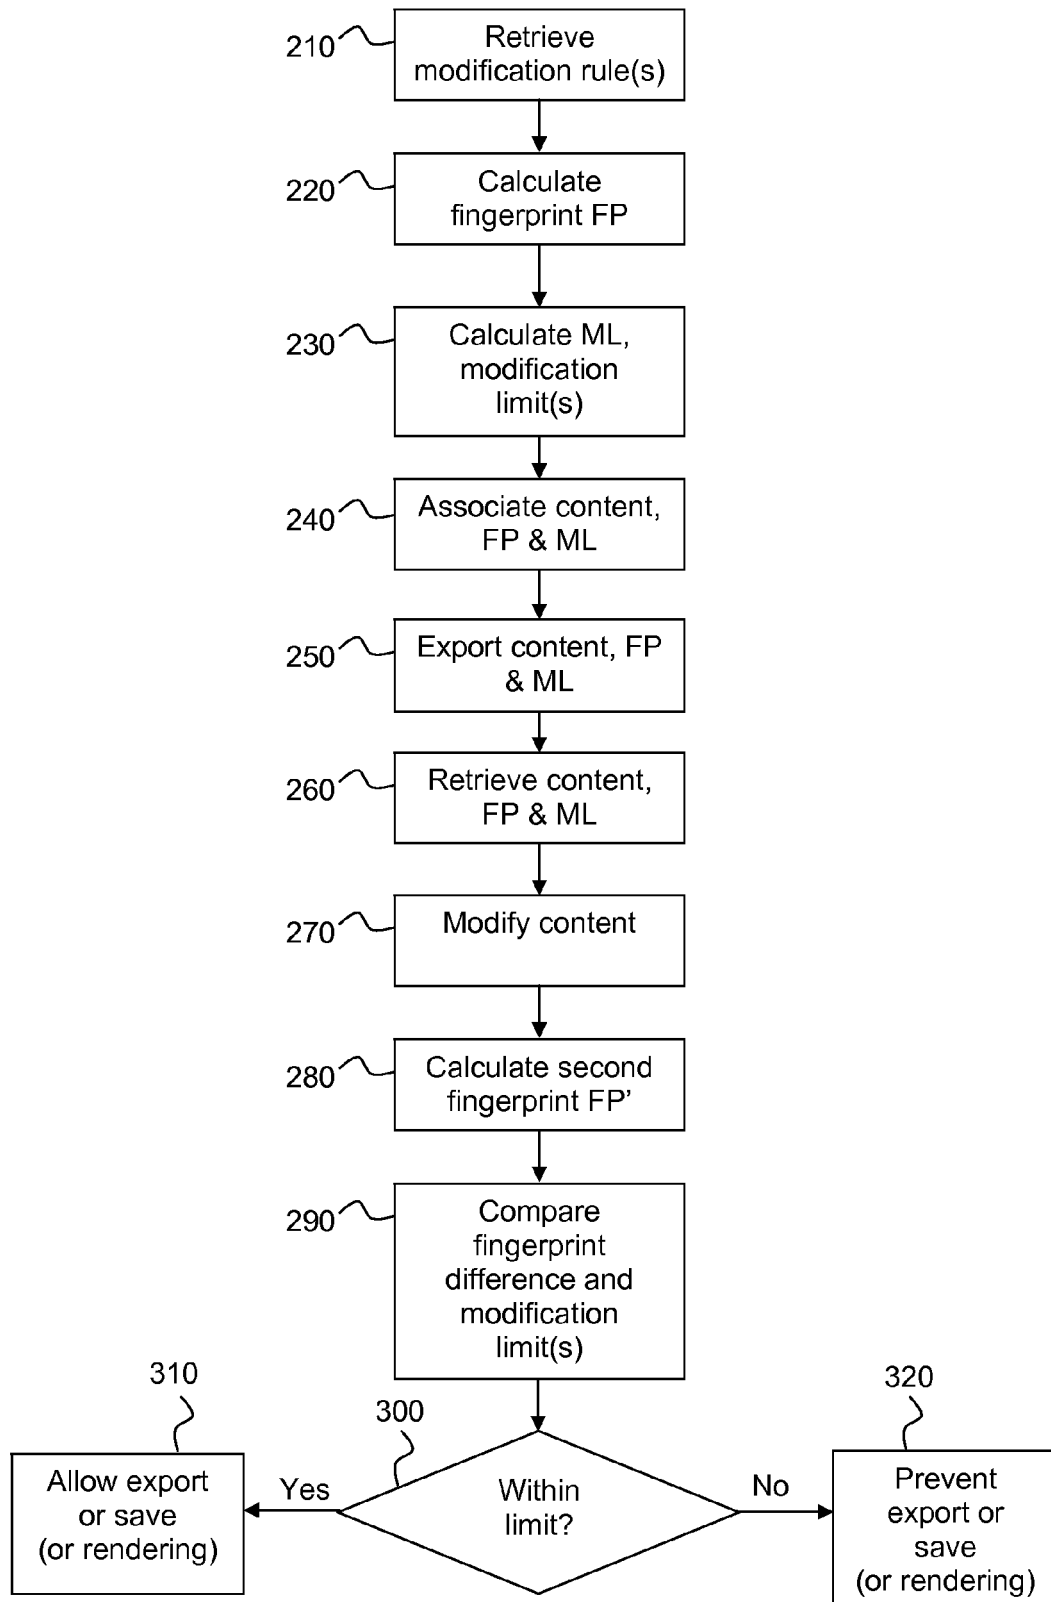 210
Retrieve
modification rule(s)
220
Calculate
fingerprint FP
230
Calculate ML,
modification
limit(s)
240
Associate content,
FP & ML
250
Export content, FP
& ML
260
Retrieve content,
FP & ML
270
Modify content
280
Calculate second
fingerprint FP’
290
Compare
fingerprint
difference and
modification
limit(s)
300
Within
limit?
Yes
310
Allow export
or save
(or rendering)
No
320
Prevent
export or
save
(or rendering)